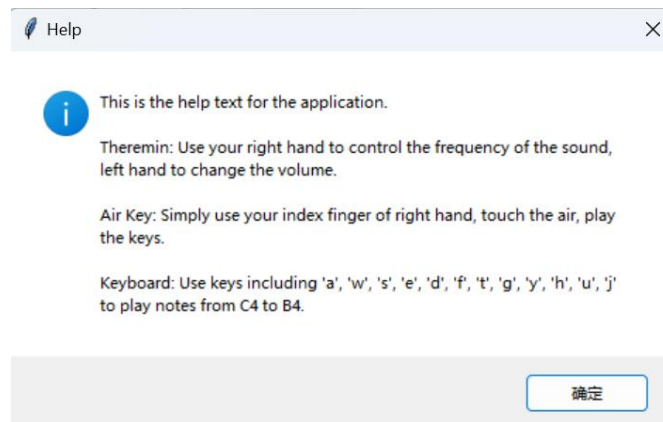 Help
This is the help text for the application.
Theremin: Use your right hand to control the frequency of the sound,
left hand to change the volume.
Air Key: Simply use your index finger of right hand, touch the air, play
the keys.
Keyboard: Use keys including 'a', 'w', 's', 'e', 'd', 'f', 't', 'g', 'y', 'h', 'u', 'j'
to play notes from C4 to B4.
确定